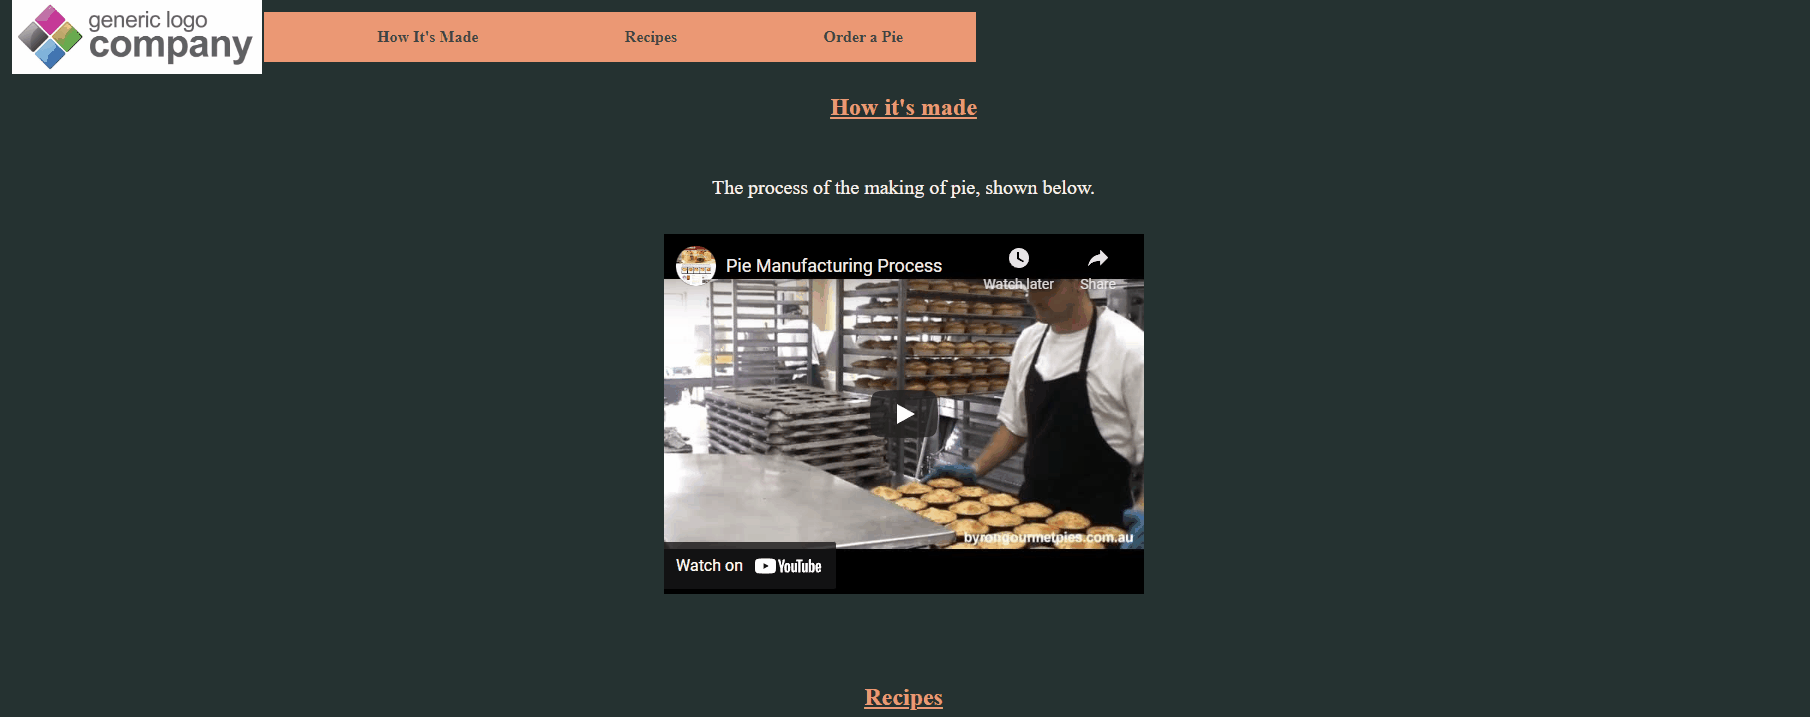 generic logo
company
How It's Made Recipes Order a Pie
How it's made
The process of the making of pie, shown below.
Pie Manufacturing Process
Watch later Share
byrongourmetpies.com.au
Watch on YouTube
Recipes